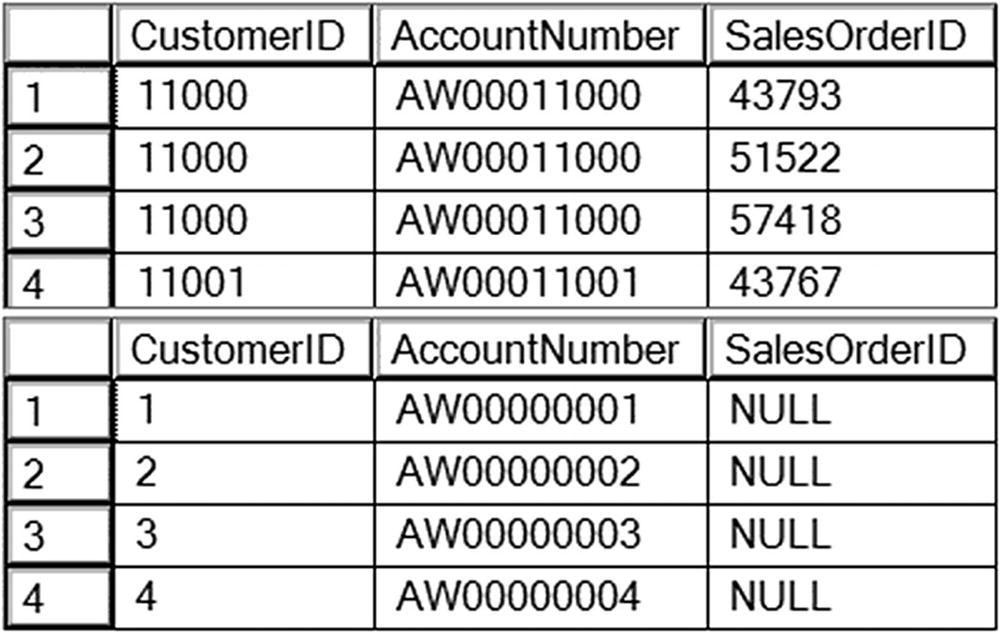 CustomerID AccountNumber SalesOrderID
1 11000 AW00011000 43793
2 11000 AW00011000 51522
3 11000 AW00011000 57418
4 11001 AW00011001 43767
CustomerID AccountNumber SalesOrderID
1 1 AW00000001 NULL
2 2 AW00000002 NULL
3 3 AW00000003 NULL
4 4 AW00000004 NULL